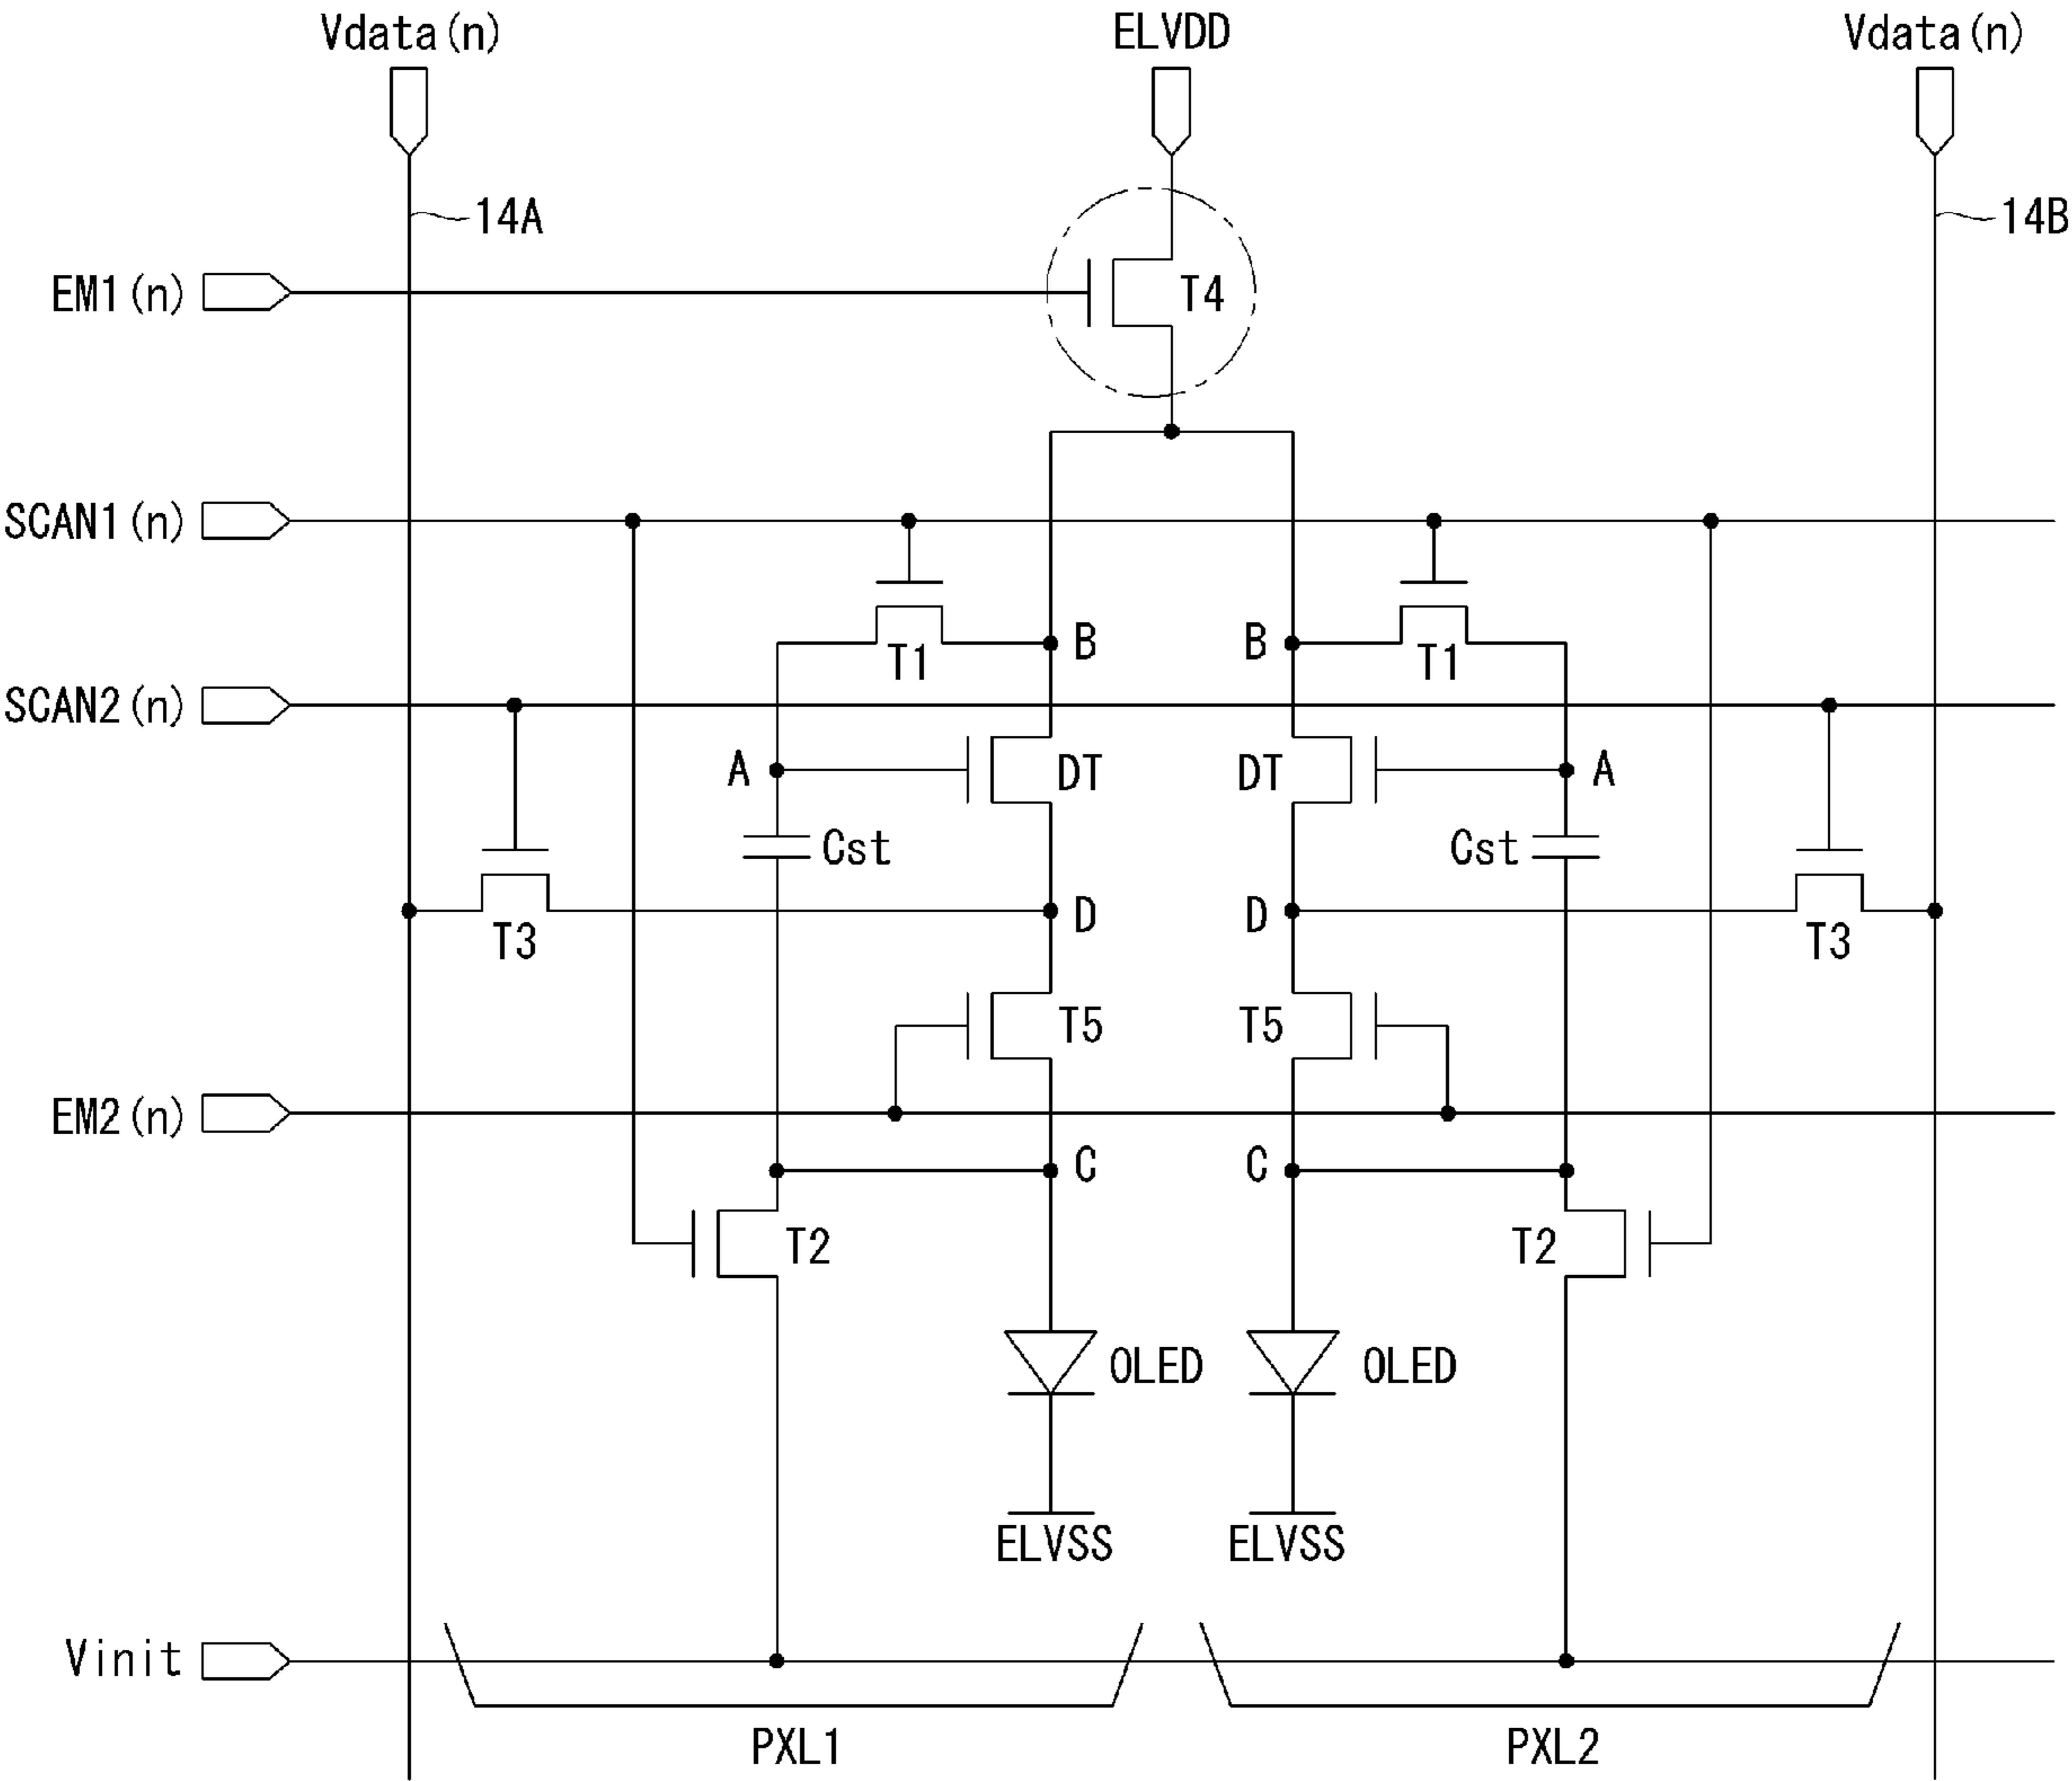 Vdata(n) ELVDD Vdata(n)
14A 14B
EM1(n) T4
SCAN1(n)
T1 B B T1
SCAN2(n)
A DT DT A
Cst Cst
T3 D D T3
T5 T5
EM2(n)
C C
T2 T2
OLED OLED
ELVSS ELVSS
Vinit
PXL1 PXL2